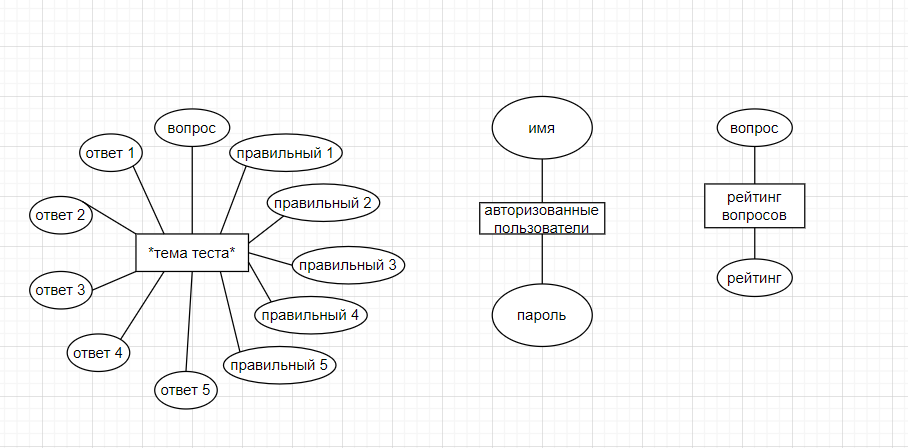 вопрос
ответ 1
правильный 1
ответ 2
правильный 2
*тема теста*
ответ 3
правильный 3
ответ 4
правильный 4
ответ 5
правильный 5
имя
авторизованные
пользователи
пароль
вопрос
рейтинг
вопросов
рейтинг